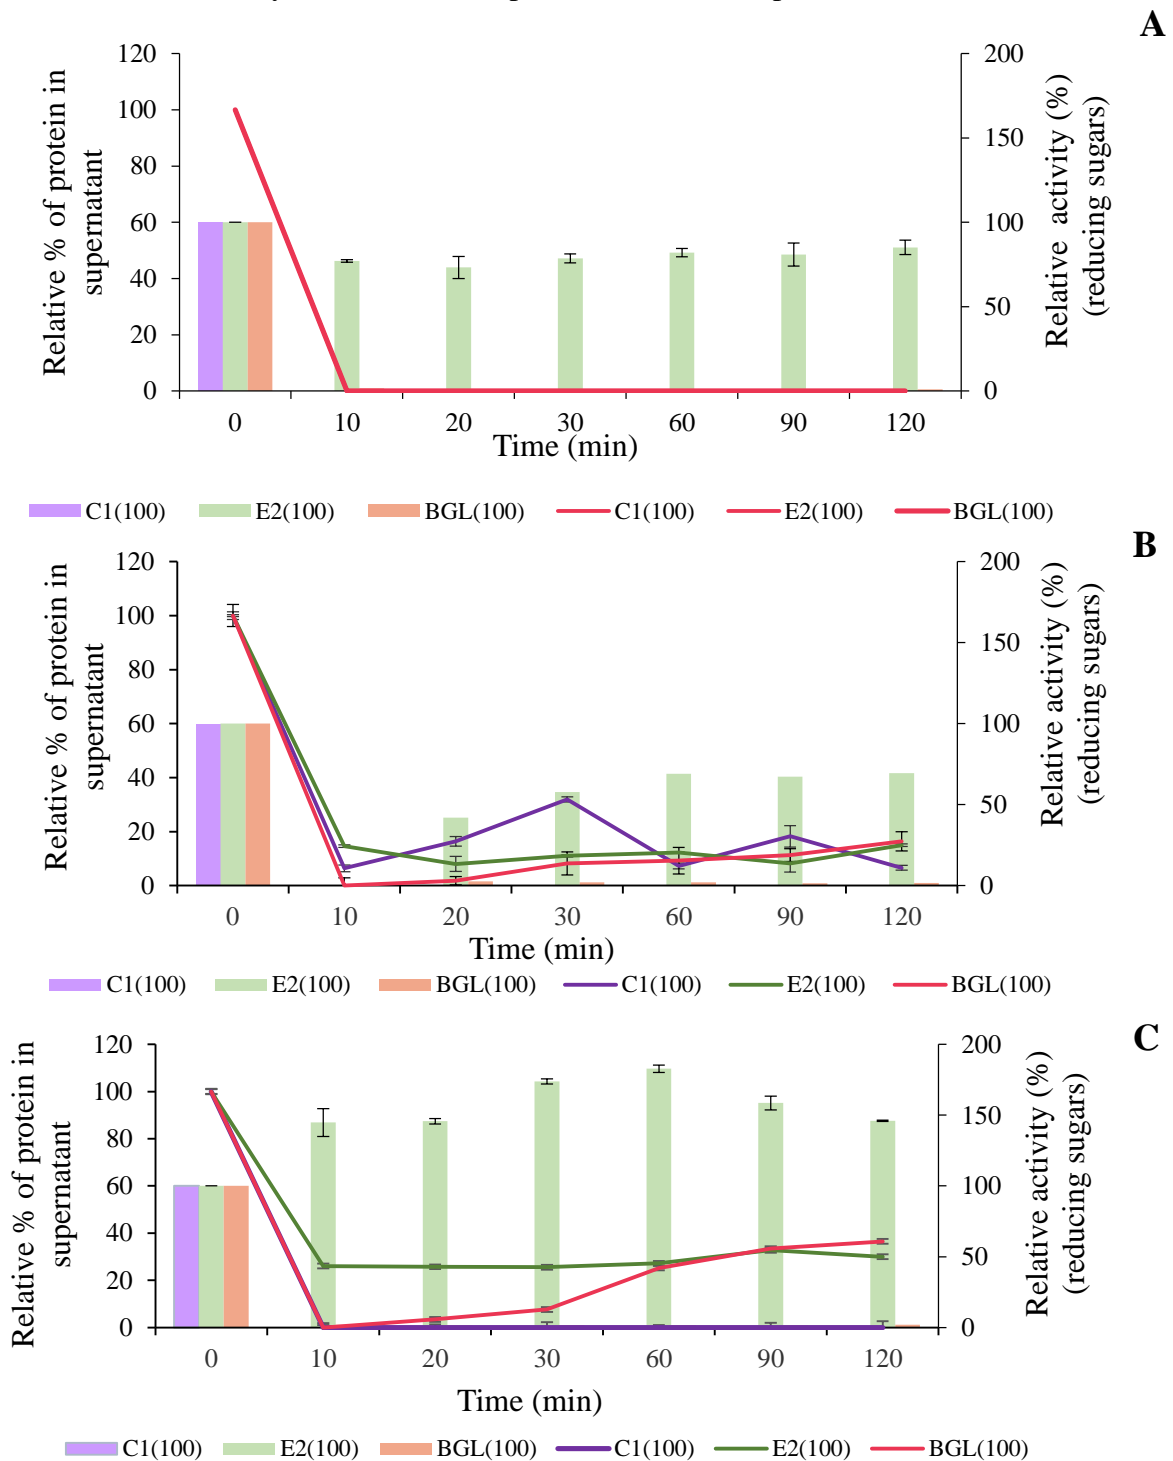 A
120
100
80
60
40
20
0
Relative % of protein in
supernatant
200
150
100
50
0
Relative activity (%)
(reducing sugars)
0 10 20 30 60 90 120
Time (min)
C1(100) E2(100) BGL(100) C1(100) E2(100) BGL(100)
B
120
100
80
60
40
20
0
Relative % of protein in
supernatant
200
150
100
50
0
Relative activity (%)
(reducing sugars)
0 10 20 30 60 90 120
Time (min)
C1(100) E2(100) BGL(100) C1(100) E2(100) BGL(100)
C
120
100
80
60
40
20
0
Relative % of protein in
supernatant
200
150
100
50
0
Relative activity (%)
(reducing sugars)
0 10 20 30 60 90 120
Time (min)
C1(100) E2(100) BGL(100) C1(100) E2(100) BGL(100)